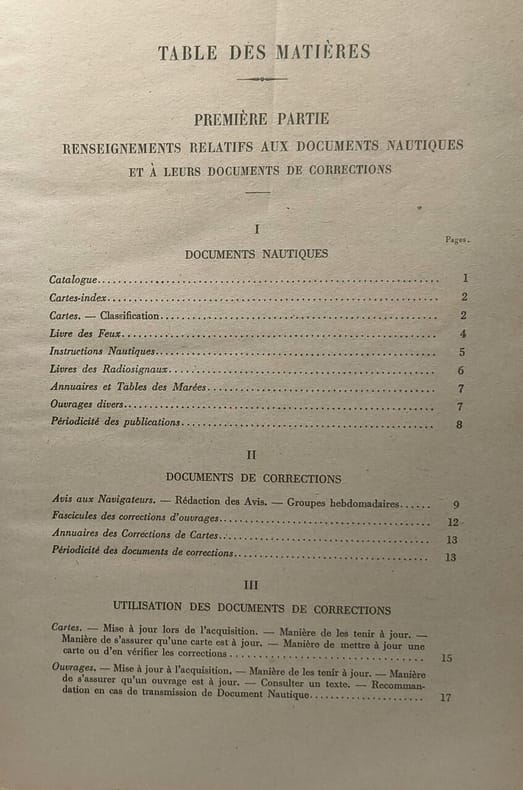 TABLE DES MATIÈRES
PREMIÈRE PARTIE
RENSEIGNEMENTS RELATIFS AUX DOCUMENTS NAUTIQUES
ET À LEURS DOCUMENTS DE CORRECTIONS
I
Pages.
DOCUMENTS NAUTIQUES
Catalogue........................................ 1
Cartes-index........................................ 2
Cartes. — Classification........................................ 2
Livre des Feux........................................ 4
Instructions Nautiques........................................ 5
Livres des Radiosignaux........................................ 6
Annuaires et Tables des Marées........................................ 7
Ouvrages divers........................................ 7
Périodicité des publications........................................ 8
II
DOCUMENTS DE CORRECTIONS
Avis aux Navigateurs. — Rédaction des Avis. — Groupes hebdomadaires...... 9
Fascicules des corrections d'ouvrages........................................ 12
Annuaires des Corrections de Cartes........................................ 13
Périodicité des documents de corrections........................................ 13
III
UTILISATION DES DOCUMENTS DE CORRECTIONS
Cartes. — Mise à jour lors de l'acquisition. — Manière de les tenir à jour. —
Manière de s'assurer qu'une carte est à jour. — Manière de mettre à jour une
carte ou d'en vérifier les corrections........................................ 15
Ouvrages. — Mise à jour à l'acquisition. — Manière de les tenir à jour. — Manière
de s'assurer qu'un ouvrage est à jour. — Consulter un texte. — Recomman-
dation en cas de transmission de Document Nautique...................... 17